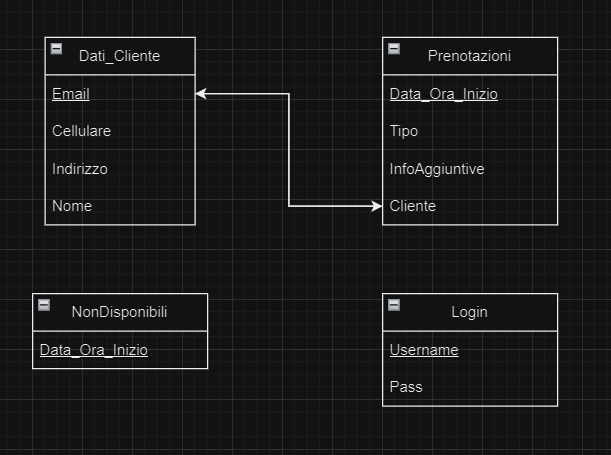 Dati_Cliente
Email
Cellulare
Indirizzo
Nome
Prenotazioni
Data_Ora_Inizio
Tipo
InfoAggiuntive
Cliente
NonDisponibili
Data_Ora_Inizio
Login
Username
Pass